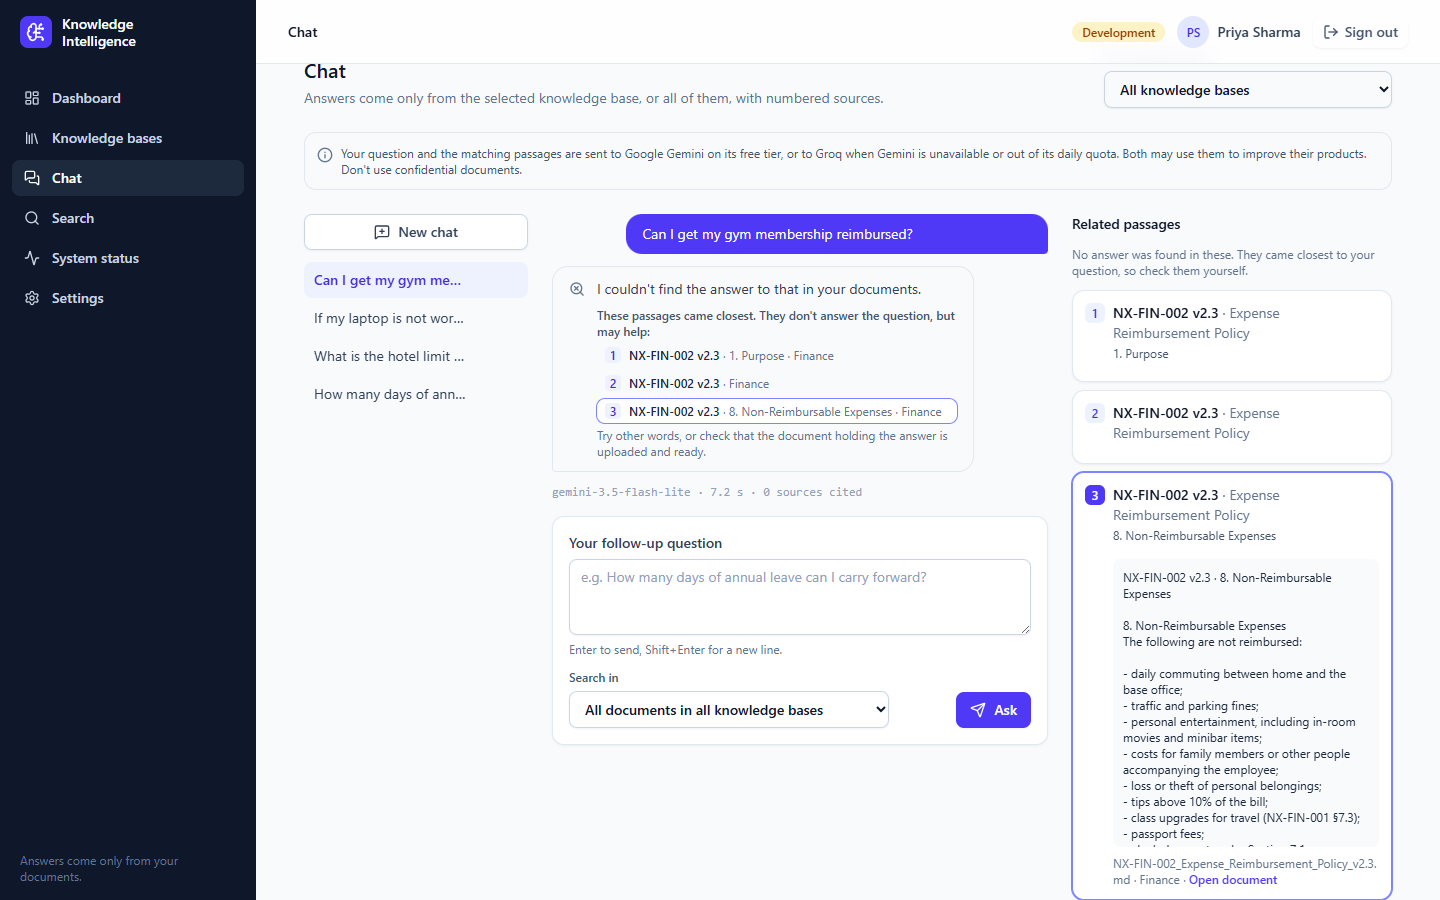 Knowledge
Intelligence
Dashboard
Knowledge bases
Chat
Search
System status
Settings
Answers come only from your
documents.
Chat
Development
PS
Priya Sharma
Sign out
Chat
Answers come only from the selected knowledge base, or all of them, with numbered sources.
All knowledge bases
Your question and the matching passages are sent to Google Gemini on its free tier, or to Groq when Gemini is unavailable or out of its daily quota. Both may use them to improve their products.
Don't use confidential documents.
New chat
Can I get my gym me...
If my laptop is not wor...
What is the hotel limit ...
How many days of ann...
Can I get my gym membership reimbursed?
I couldn't find the answer to that in your documents.
These passages came closest. They don't answer the question, but
may help:
1 NX-FIN-002 v2.3 · 1. Purpose · Finance
2 NX-FIN-002 v2.3 · Finance
3 NX-FIN-002 v2.3 · 8. Non-Reimbursable Expenses · Finance
Try other words, or check that the document holding the answer is
uploaded and ready.
gemini-3.5-flash-lite · 7.2 s · 0 sources cited
Your follow-up question
e.g. How many days of annual leave can I carry forward?
Enter to send, Shift+Enter for a new line.
Search in
All documents in all knowledge bases
Ask
Related passages
No answer was found in these. They came closest to your
question, so check them yourself.
1 NX-FIN-002 v2.3 · Expense
Reimbursement Policy
1. Purpose
2 NX-FIN-002 v2.3 · Expense
Reimbursement Policy
3 NX-FIN-002 v2.3 · Expense
Reimbursement Policy
8. Non-Reimbursable Expenses
NX-FIN-002 v2.3 · 8. Non-Reimbursable
Expenses
8. Non-Reimbursable Expenses
The following are not reimbursed:
- daily commuting between home and the
base office;
- traffic and parking fines;
- personal entertainment, including in-room
movies and minibar items;
- costs for family members or other people
accompanying the employee;
- loss or theft of personal belongings;
- tips above 10% of the bill;
- class upgrades for travel (NX-FIN-001 §7.3);
- passport fees;
NX-FIN-002_Expense_Reimbursement_Policy_v2.3.
md · Finance · Open document